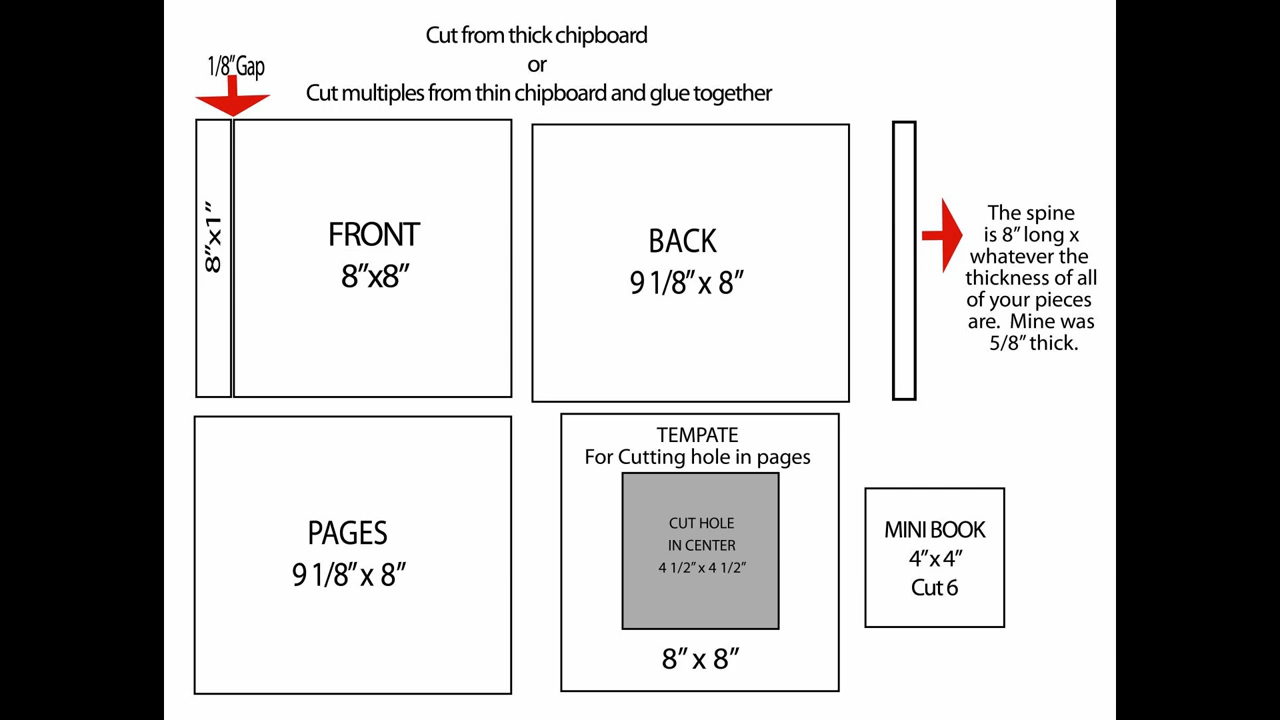 Cut from thick chipboard
or
Cut multiples from thin chipboard and glue together
1/8” Gap
8”x1”
FRONT
8”x8”
BACK
9 1/8” x 8”
The spine
is 8” long x
whatever the
thickness of all
of your pieces
are. Mine was
5/8” thick.
PAGES
9 1/8” x 8”
TEMPATE
For Cutting hole in pages
CUT HOLE
IN CENTER
4 1/2” x 4 1/2”
8” x 8”
MINI BOOK
4” x 4”
Cut 6